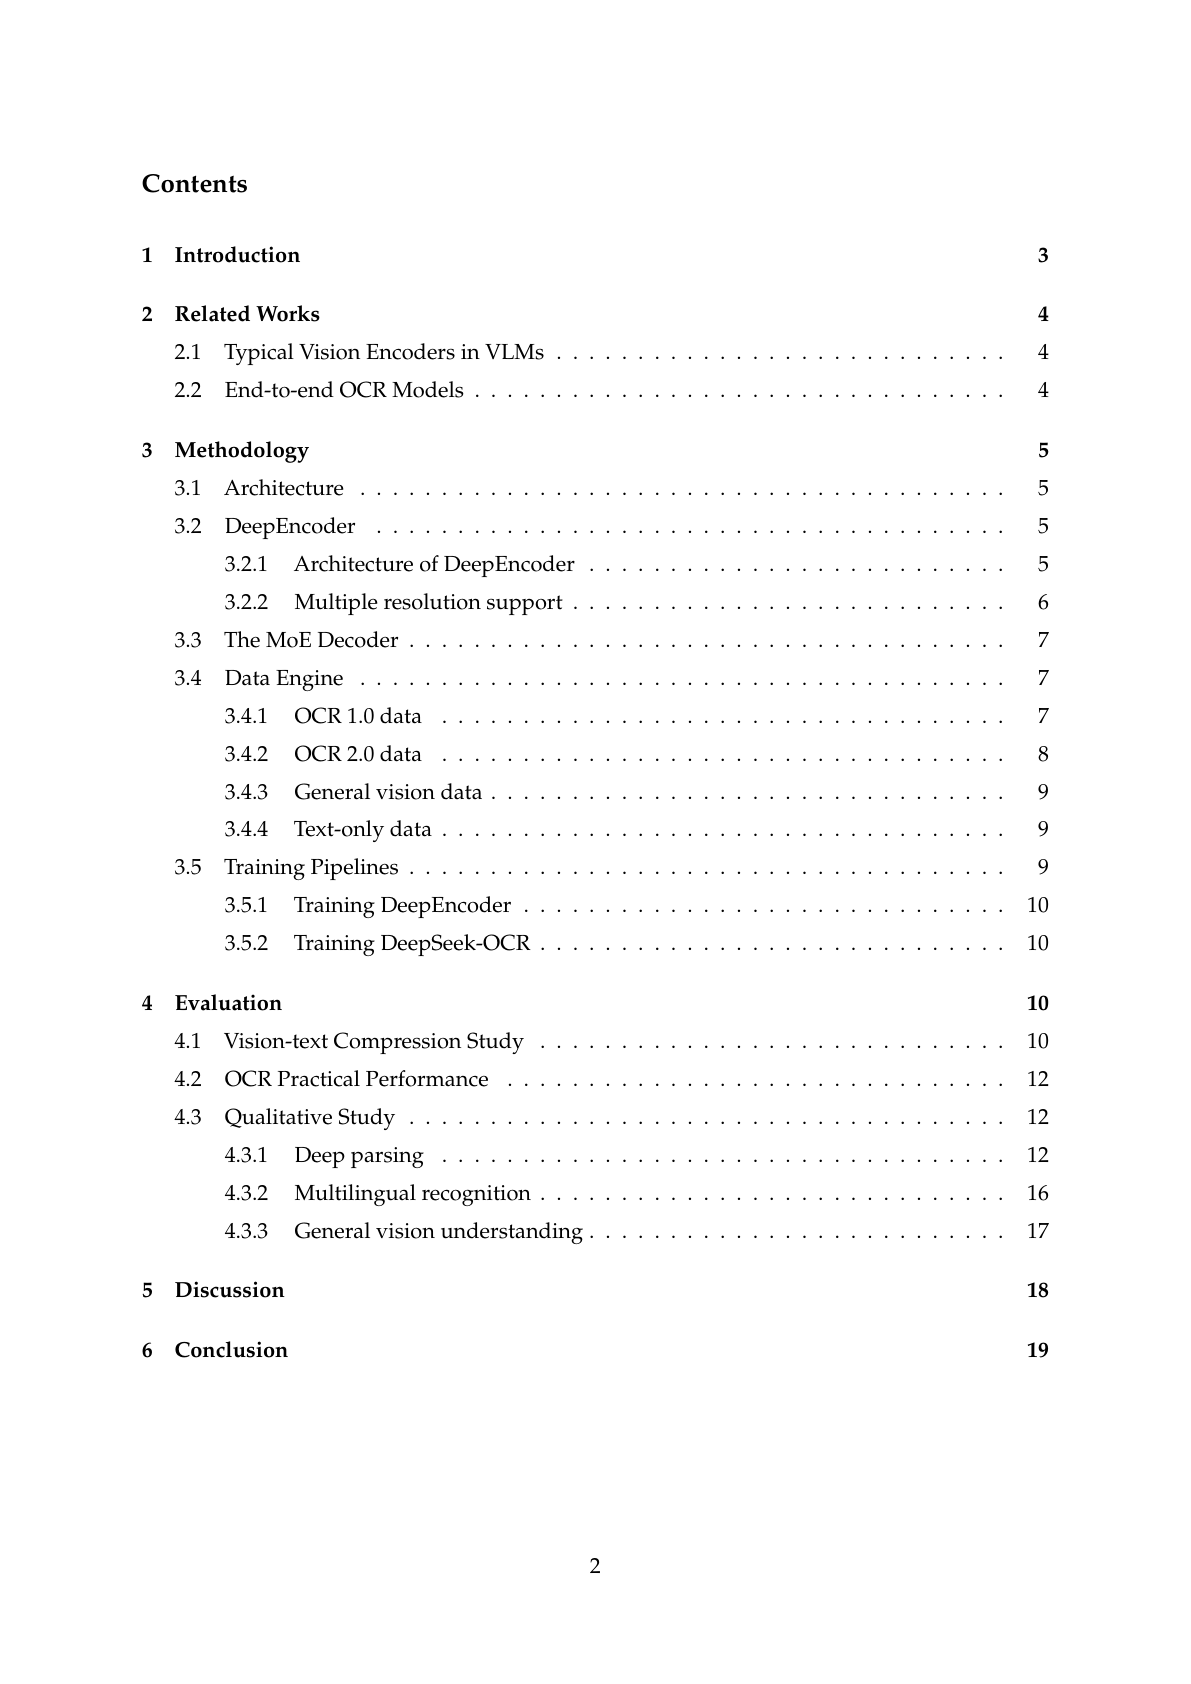 Contents
1 Introduction 3
2 Related Works 4
2.1 Typical Vision Encoders in VLMs . . . . . . . . . . . . . . . . . . . . . . . . . . . . 4
2.2 End-to-end OCR Models . . . . . . . . . . . . . . . . . . . . . . . . . . . . . . . . . 4
3 Methodology 5
3.1 Architecture . . . . . . . . . . . . . . . . . . . . . . . . . . . . . . . . . . . . . . . . 5
3.2 DeepEncoder . . . . . . . . . . . . . . . . . . . . . . . . . . . . . . . . . . . . . . . 5
3.2.1 Architecture of DeepEncoder . . . . . . . . . . . . . . . . . . . . . . . . . . 5
3.2.2 Multiple resolution support . . . . . . . . . . . . . . . . . . . . . . . . . . . 6
3.3 The MoE Decoder . . . . . . . . . . . . . . . . . . . . . . . . . . . . . . . . . . . . . 7
3.4 Data Engine . . . . . . . . . . . . . . . . . . . . . . . . . . . . . . . . . . . . . . . . 7
3.4.1 OCR 1.0 data . . . . . . . . . . . . . . . . . . . . . . . . . . . . . . . . . . . 7
3.4.2 OCR 2.0 data . . . . . . . . . . . . . . . . . . . . . . . . . . . . . . . . . . . 8
3.4.3 General vision data . . . . . . . . . . . . . . . . . . . . . . . . . . . . . . . . 9
3.4.4 Text-only data . . . . . . . . . . . . . . . . . . . . . . . . . . . . . . . . . . . 9
3.5 Training Pipelines . . . . . . . . . . . . . . . . . . . . . . . . . . . . . . . . . . . . . 9
3.5.1 Training DeepEncoder . . . . . . . . . . . . . . . . . . . . . . . . . . . . . . 10
3.5.2 Training DeepSeek-OCR . . . . . . . . . . . . . . . . . . . . . . . . . . . . . 10
4 Evaluation 10
4.1 Vision-text Compression Study . . . . . . . . . . . . . . . . . . . . . . . . . . . . . 10
4.2 OCR Practical Performance . . . . . . . . . . . . . . . . . . . . . . . . . . . . . . . 12
4.3 Qualitative Study . . . . . . . . . . . . . . . . . . . . . . . . . . . . . . . . . . . . . 12
4.3.1 Deep parsing . . . . . . . . . . . . . . . . . . . . . . . . . . . . . . . . . . . 12
4.3.2 Multilingual recognition . . . . . . . . . . . . . . . . . . . . . . . . . . . . . 16
4.3.3 General vision understanding . . . . . . . . . . . . . . . . . . . . . . . . . . 17
5 Discussion 18
6 Conclusion 19
2